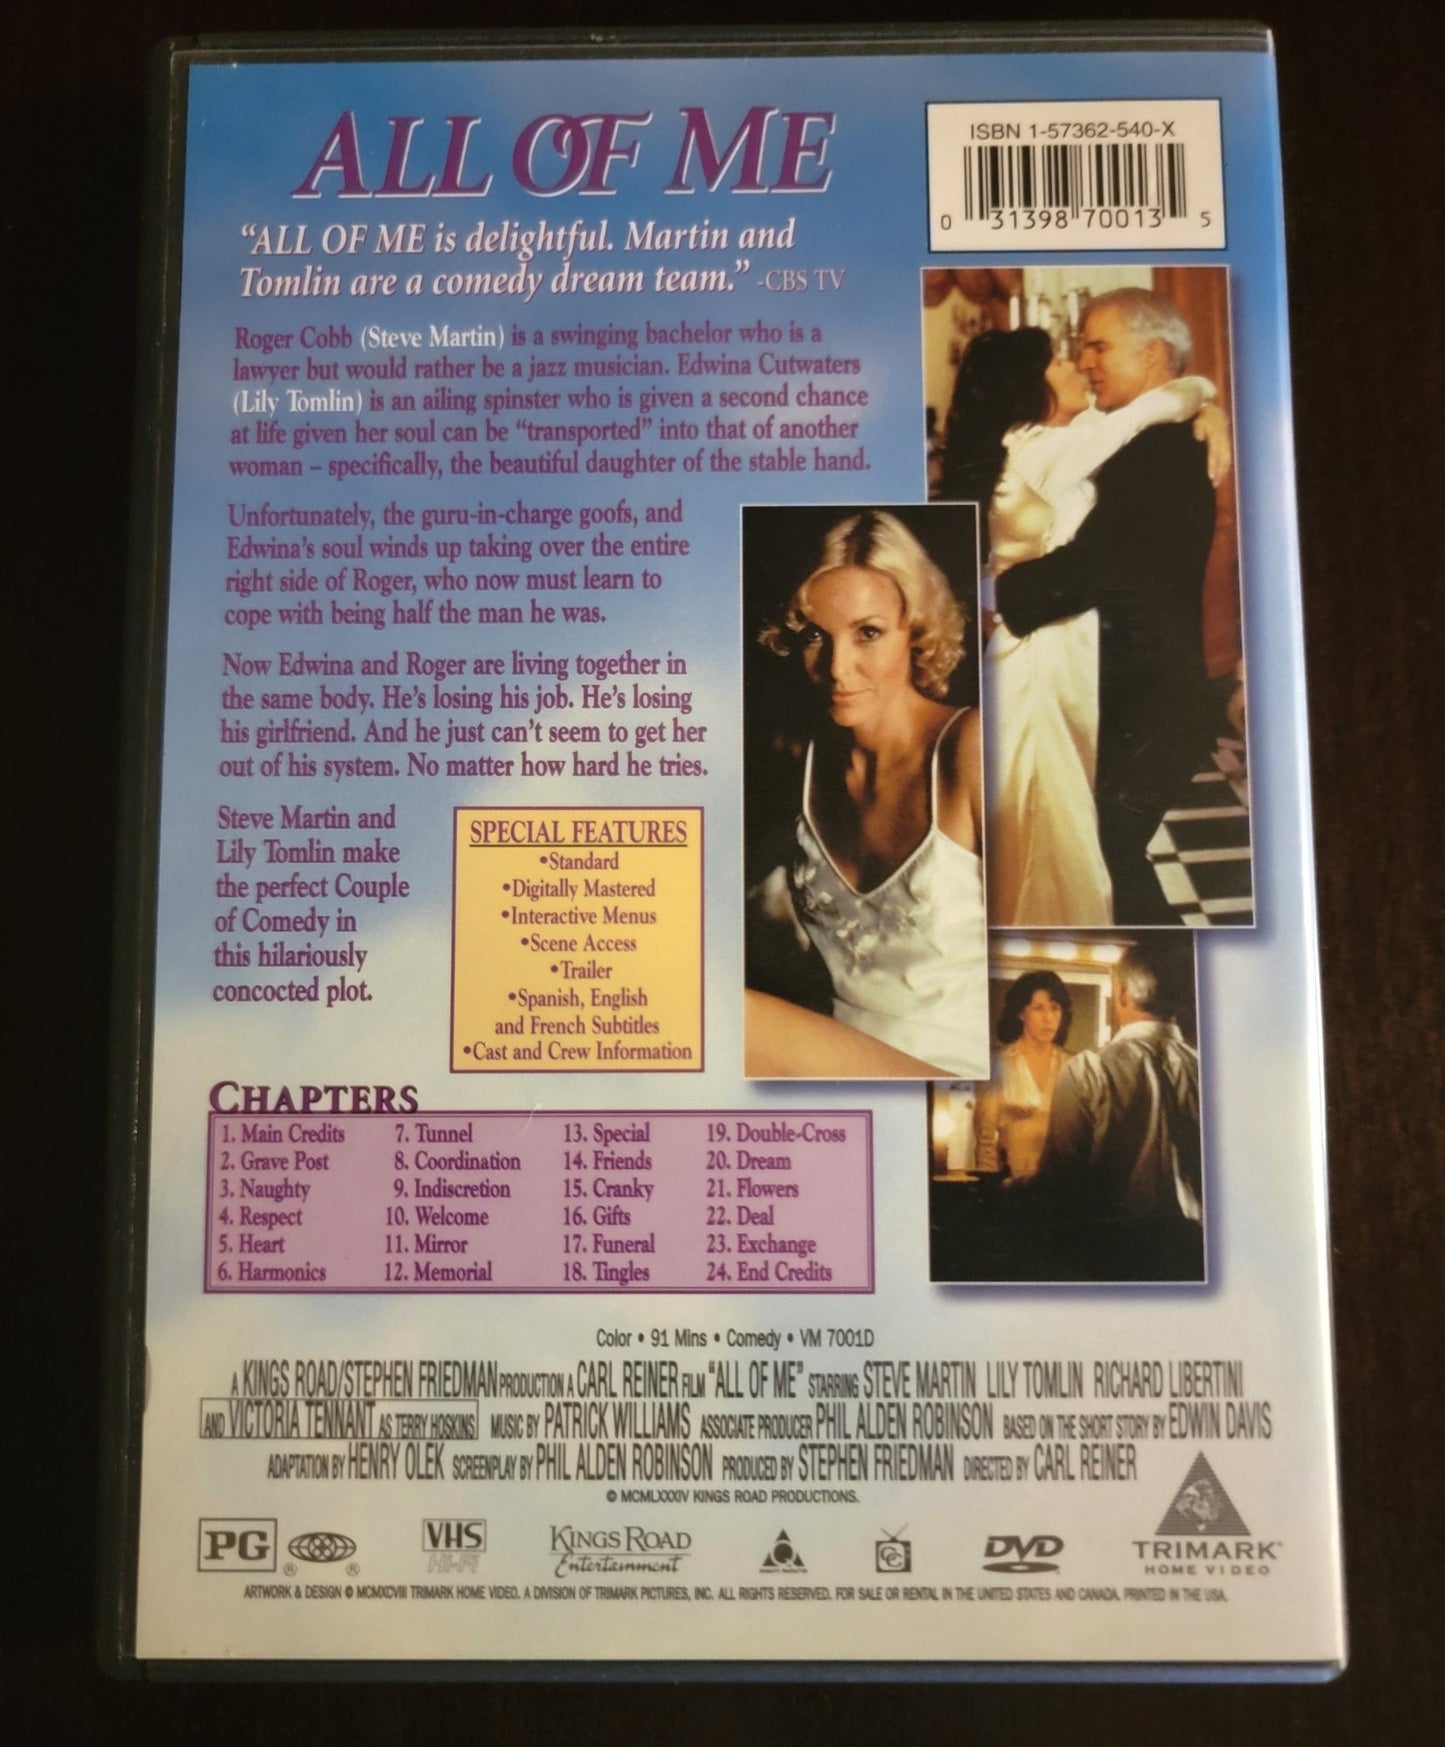 ALL OF ME
ISBN 1-57362-540-X
0 31398 70013 5
“ALL OF ME is delightful. Martin and
Tomlin are a comedy dream team.” -CBS TV
Roger Cobb (Steve Martin) is a swinging bachelor who is a
lawyer but would rather be a jazz musician. Edwina Cutwaters
(Lily Tomlin) is an ailing spinster who is given a second chance
at life given her soul can be “transported” into that of another
woman – specifically, the beautiful daughter of the stable hand.
Unfortunately, the guru-in-charge goofs, and
Edwina’s soul winds up taking over the entire
right side of Roger, who now must learn to
cope with being half the man he was.
Now Edwina and Roger are living together in
the same body. He’s losing his job. He’s losing
his girlfriend. And he just can’t seem to get her
out of his system. No matter how hard he tries.
Steve Martin and
Lily Tomlin make
the perfect Couple
of Comedy in
this hilariously
concocted plot.
SPECIAL FEATURES
•Standard
•Digitally Mastered
•Interactive Menus
•Scene Access
•Trailer
•Spanish, English
and French Subtitles
•Cast and Crew Information
CHAPTERS
1. Main Credits
2. Grave Post
3. Naughty
4. Respect
5. Heart
6. Harmonics
7. Tunnel
8. Coordination
9. Indiscretion
10. Welcome
11. Mirror
12. Memorial
13. Special
14. Friends
15. Cranky
16. Gifts
17. Funeral
18. Tingles
19. Double-Cross
20. Dream
21. Flowers
22. Deal
23. Exchange
24. End Credits
Color • 91 Mins • Comedy • VM 7001D
A KINGS ROAD/STEPHEN FRIEDMAN PRODUCTION A CARL REINER FILM “ALL OF ME” STARRING STEVE MARTIN LILY TOMLIN RICHARD LIBERTINI
AND VICTORIA TENNANT AS TERRY HOSKINS MUSIC BY PATRICK WILLIAMS ASSOCIATE PRODUCER PHIL ALDEN ROBINSON BASED ON THE SHORT STORY BY EDWIN DAVIS
ADAPTATION BY HENRY OLEK SCREENPLAY BY PHIL ALDEN ROBINSON PRODUCED BY STEPHEN FRIEDMAN DIRECTED BY CARL REINER
© MCMLXXXIV KINGS ROAD PRODUCTIONS.
PG ® ®
VHS
HI-FI
KINGS ROAD
Entertainment
CC
DVD
TRIMARK
HOME VIDEO
ARTWORK & DESIGN © MCMXCVIII TRIMARK HOME VIDEO. A DIVISION OF TRIMARK PICTURES, INC. ALL RIGHTS RESERVED. FOR SALE OR RENTAL IN THE UNITED STATES AND CANADA. PRINTED IN THE USA.